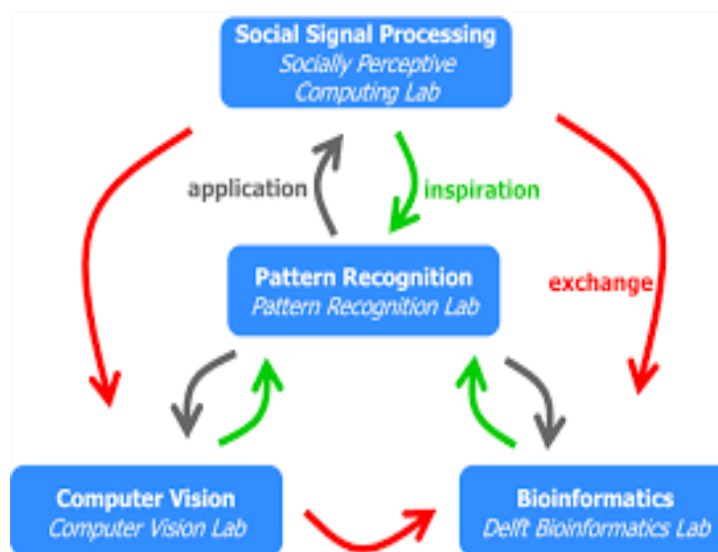 Social Signal Processing
Socially Perceptive
Computing Lab
application
inspiration
Pattern Recognition
Pattern Recognition Lab
exchange
Computer Vision
Computer Vision Lab
Bioinformatics
Delft Bioinformatics Lab